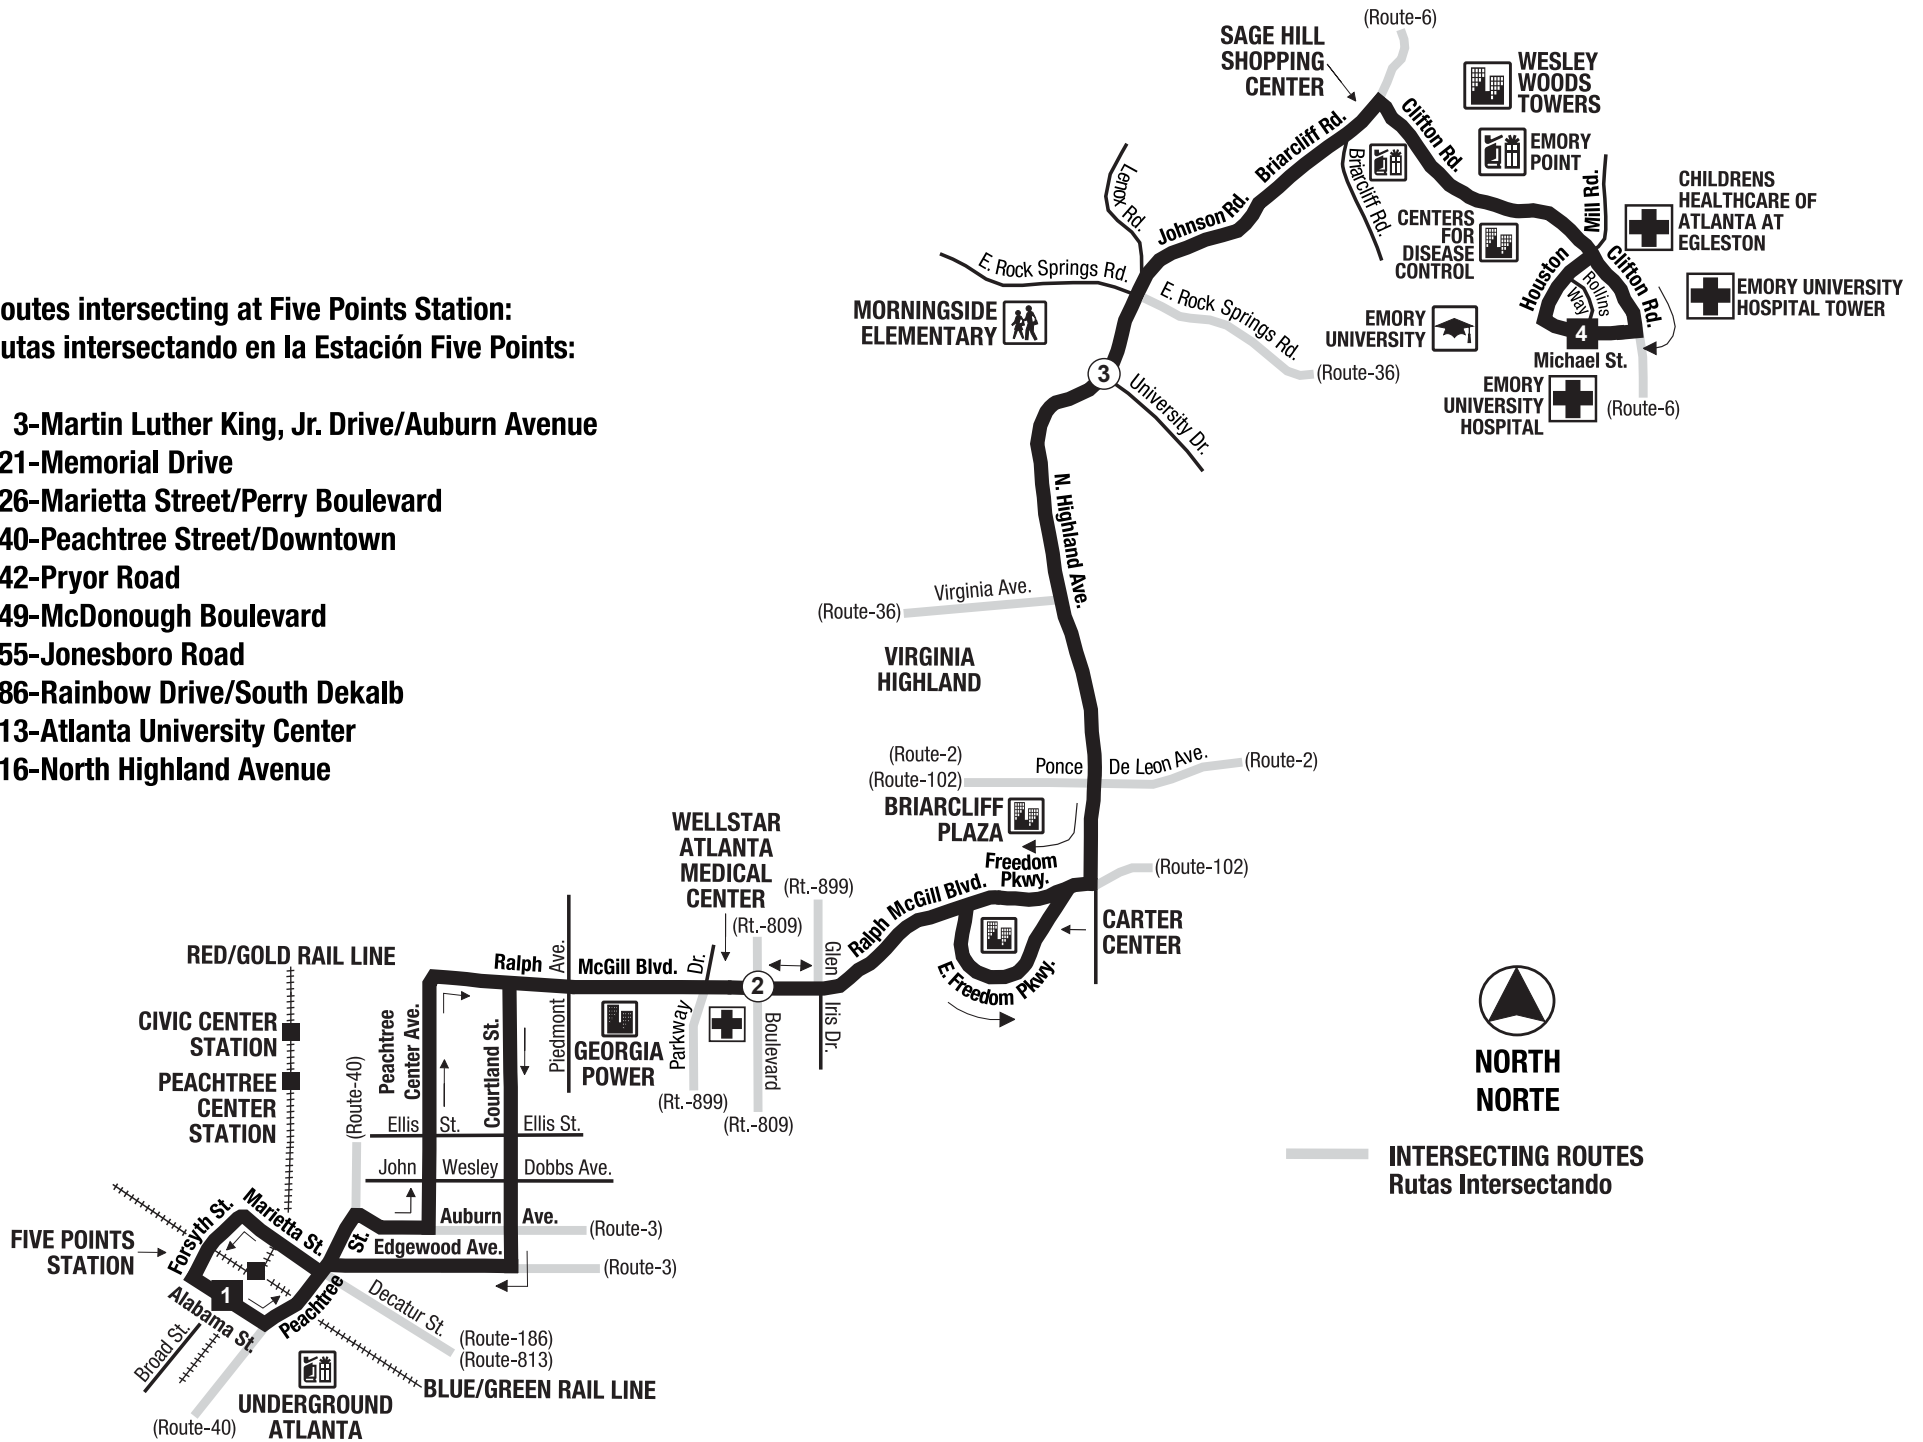 outes intersecting at Five Points Station:
utas intersectando en la Estación Five Points:
3-Martin Luther King, Jr. Drive/Auburn Avenue
21-Memorial Drive
26-Marietta Street/Perry Boulevard
40-Peachtree Street/Downtown
42-Pryor Road
49-McDonough Boulevard
55-Jonesboro Road
86-Rainbow Drive/South Dekalb
13-Atlanta University Center
16-North Highland Avenue
(Route-6)
SAGE HILL
SHOPPING
CENTER
WESLEY
WOODS
TOWERS
Clifton Rd.
Briarcliff Rd.
Briarcliff Rd.
EMORY
POINT
Lenox Rd.
Johnson Rd.
Mill Rd.
CHILDRENS
HEALTHCARE OF
ATLANTA AT
EGLESTON
CENTERS
FOR
DISEASE
CONTROL
Houston
Clifton Rd.
Rollins
Way
EMORY UNIVERSITY
HOSPITAL TOWER
E. Rock Springs Rd.
E. Rock Springs Rd.
MORNINGSIDE
ELEMENTARY
EMORY
UNIVERSITY
4
Michael St.
3
University Dr.
(Route-36)
EMORY
UNIVERSITY
HOSPITAL
(Route-6)
N. Highland Ave.
Virginia Ave.
(Route-36)
VIRGINIA
HIGHLAND
(Route-2)
(Route-102)
Ponce
De Leon Ave.
(Route-2)
BRIARCLIFF
PLAZA
Freedom
Pkwy.
(Route-102)
WELLSTAR
ATLANTA
MEDICAL
CENTER
(Rt.-899)
(Rt.-809)
Ralph McGill Blvd.
CARTER
CENTER
E. Freedom Pkwy.
RED/GOLD RAIL LINE
Ralph
McGill Blvd.
Piedmont
Ave.
Parkway
Dr.
2
Glen
Iris Dr.
Boulevard
CIVIC CENTER
STATION
PEACHTREE
CENTER
STATION
GEORGIA
POWER
(Rt.-899)
(Rt.-809)
Peachtree
Center Ave.
Courtland St.
(Route-40)
Ellis
St.
Ellis St.
John
Wesley
Dobbs Ave.
Auburn
Ave.
(Route-3)
Edgewood Ave.
(Route-3)
FIVE POINTS
STATION
Forsyth St.
Marietta St.
Peachtree
St.
1
Alabama St.
Broad St.
Decatur St.
(Route-186)
(Route-813)
BLUE/GREEN RAIL LINE
UNDERGROUND
ATLANTA
(Route-40)
NORTH
NORTE
INTERSECTING ROUTES
Rutas Intersectando